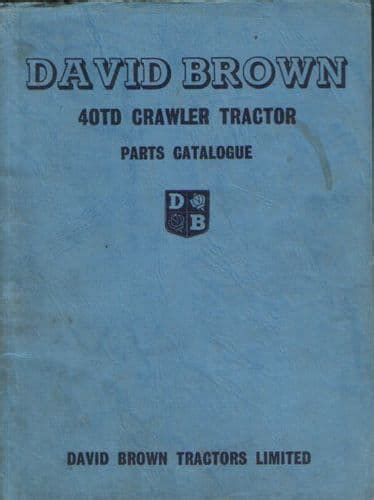 DAVID BROWN
40TD CRAWLER TRACTOR
PARTS CATALOGUE
D
B
DAVID BROWN TRACTORS LIMITED